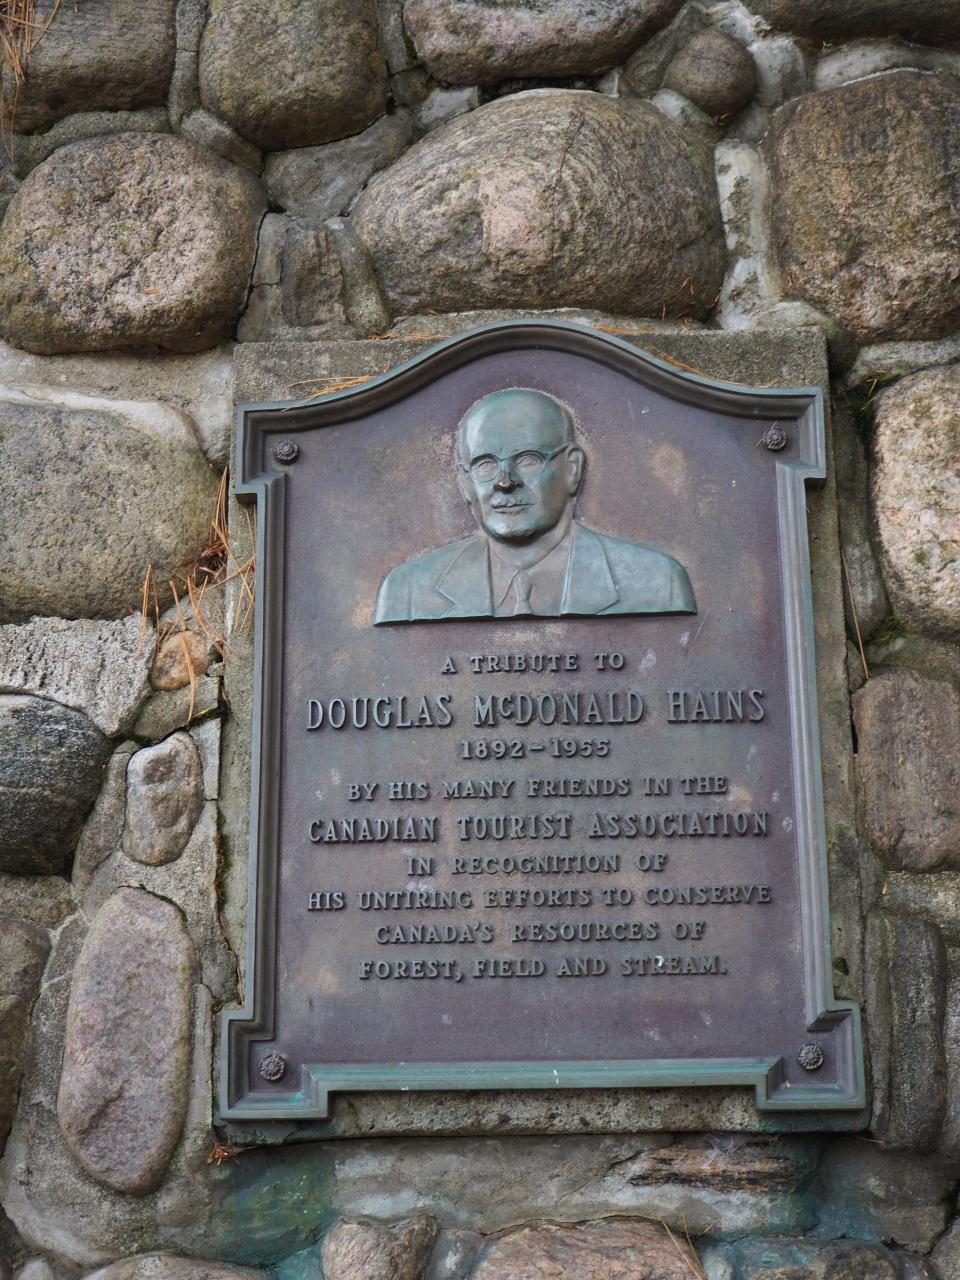 A TRIBUTE TO
DOUGLAS McDONALD HAINS
1892-1955
BY HIS MANY FRIENDS IN THE
CANADIAN TOURIST ASSOCIATION
IN RECOGNITION OF
HIS UNTIRING EFFORTS TO CONSERVE
CANADA'S RESOURCES OF
FOREST, FIELD AND STREAM.